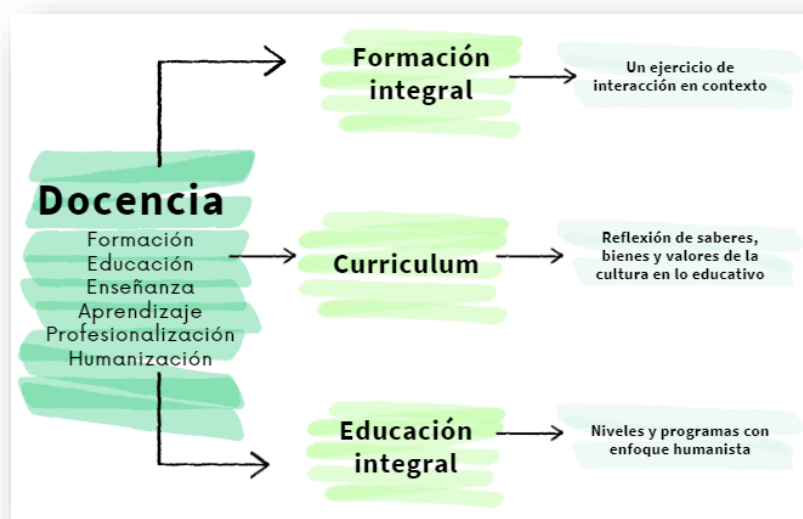 Docencia
Formación
Educación
Enseñanza
Aprendizaje
Profesionalización
Humanización
Formación
integral
Un ejercicio de
interacción en contexto
Curriculum
Reflexión de saberes,
bienes y valores de la
cultura en lo educativo
Educación
integral
Niveles y programas con
enfoque humanista